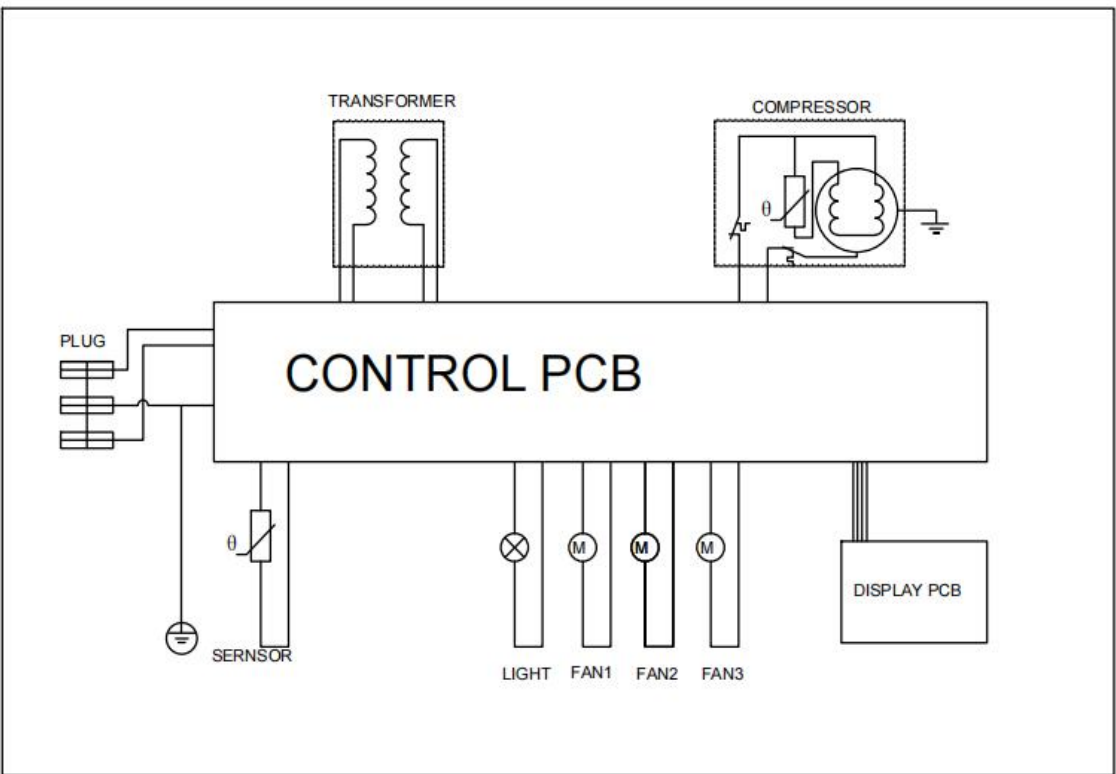 TRANSFORMER
COMPRESSOR
θ
PLUG
CONTROL PCB
θ
M
M
M
DISPLAY PCB
SERNSOR
LIGHT
FAN1
FAN2
FAN3